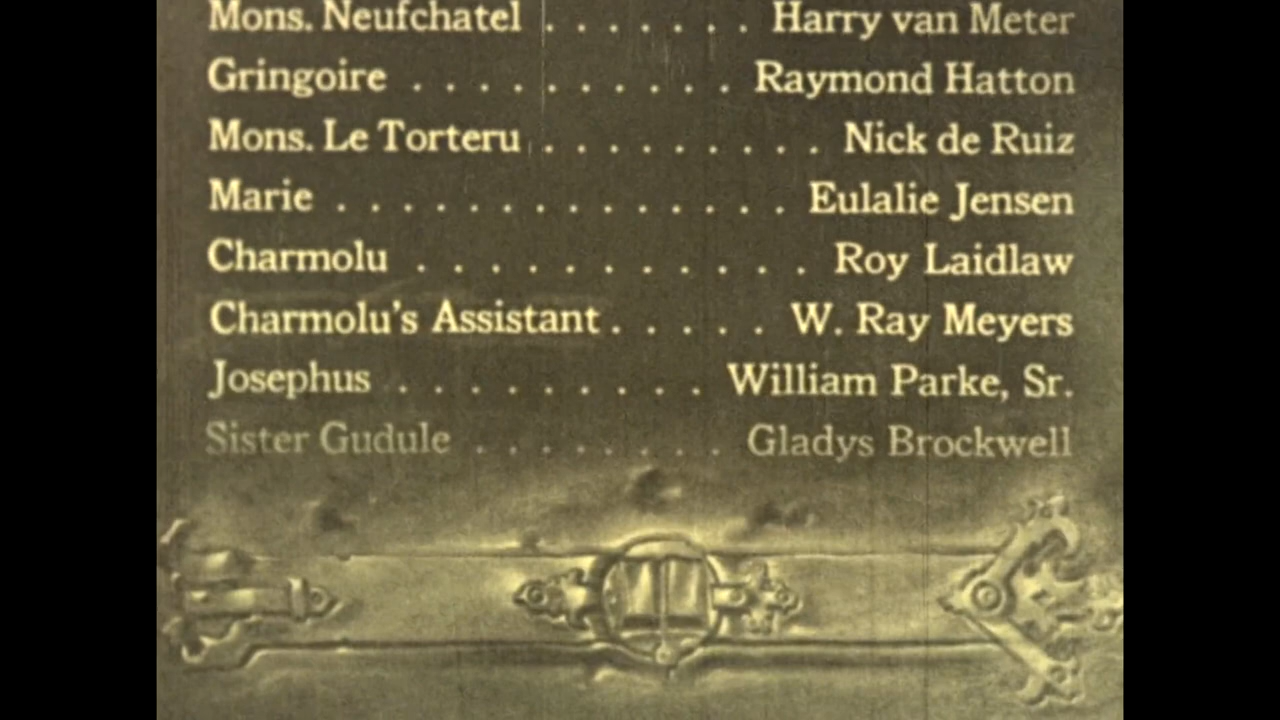 Mons. Neufchatel . . . . . . . Harry van Meter
Gringoire . . . . . . . . . . . . Raymond Hatton
Mons. Le Torteru . . . . . . . . . . Nick de Ruiz
Marie . . . . . . . . . . . . . . . . . Eulalie Jensen
Charmolu . . . . . . . . . . . . . Roy Laidlaw
Charmolu's Assistant . . . . . . W. Ray Meyers
Josephus . . . . . . . . . . . William Parke, Sr.
Sister Gudule . . . . . . . . . Gladys Brockwell